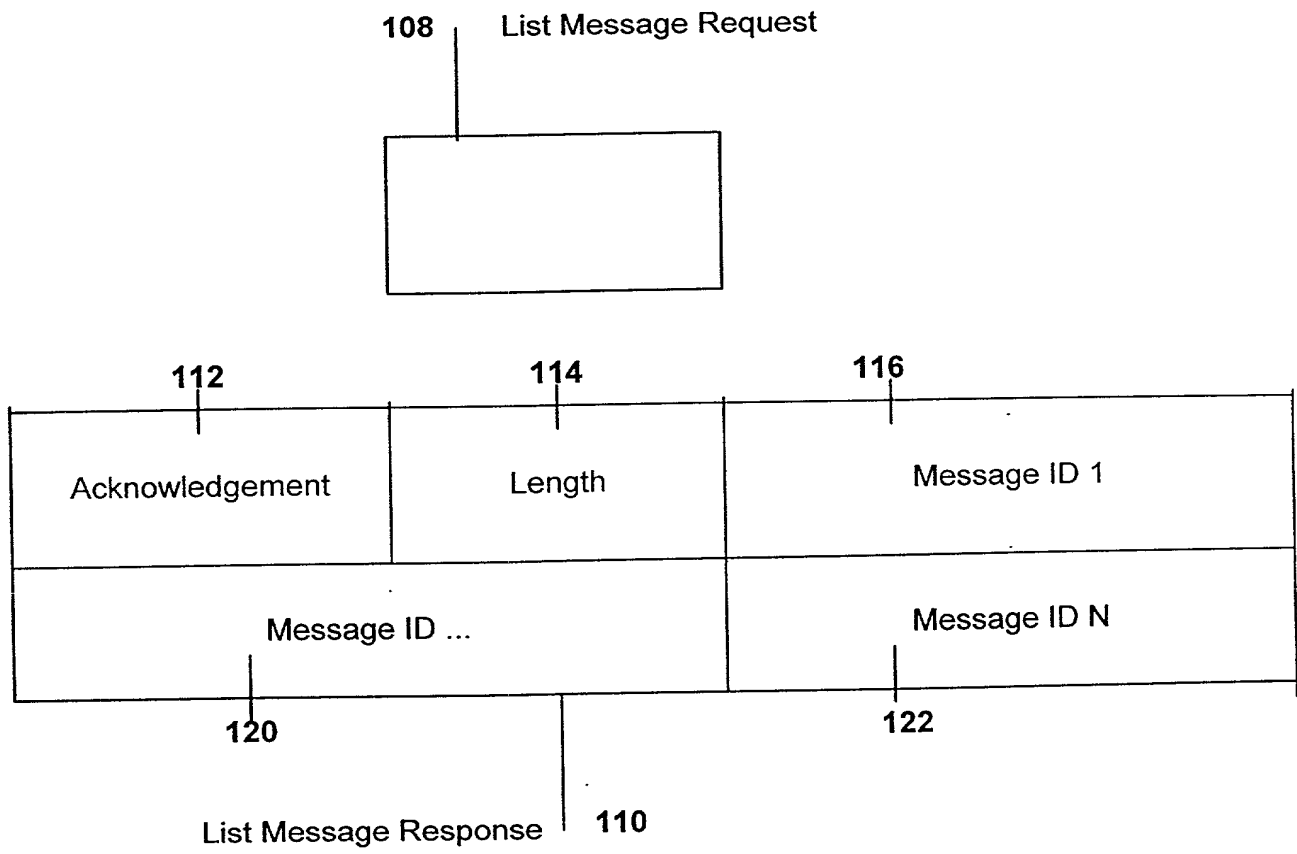 108 List Message Request
112 114 116
Acknowledgement Length Message ID 1
Message ID ... Message ID N
120 122
List Message Response 110